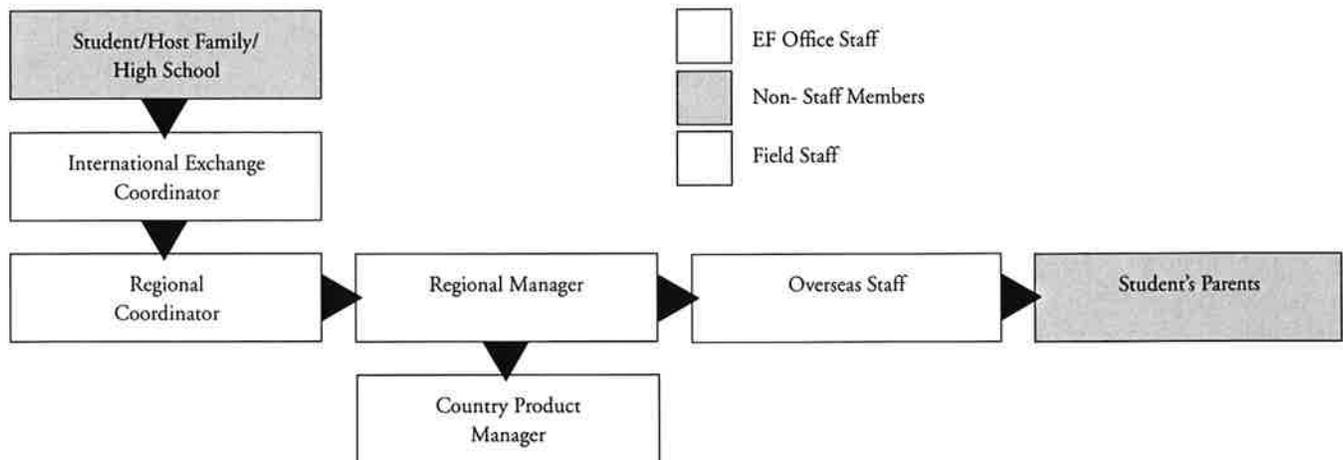 Student/Host Family/
High School
EF Office Staff
Non- Staff Members
Field Staff
International Exchange
Coordinator
Regional
Coordinator
Regional Manager
Overseas Staff
Student's Parents
Country Product
Manager